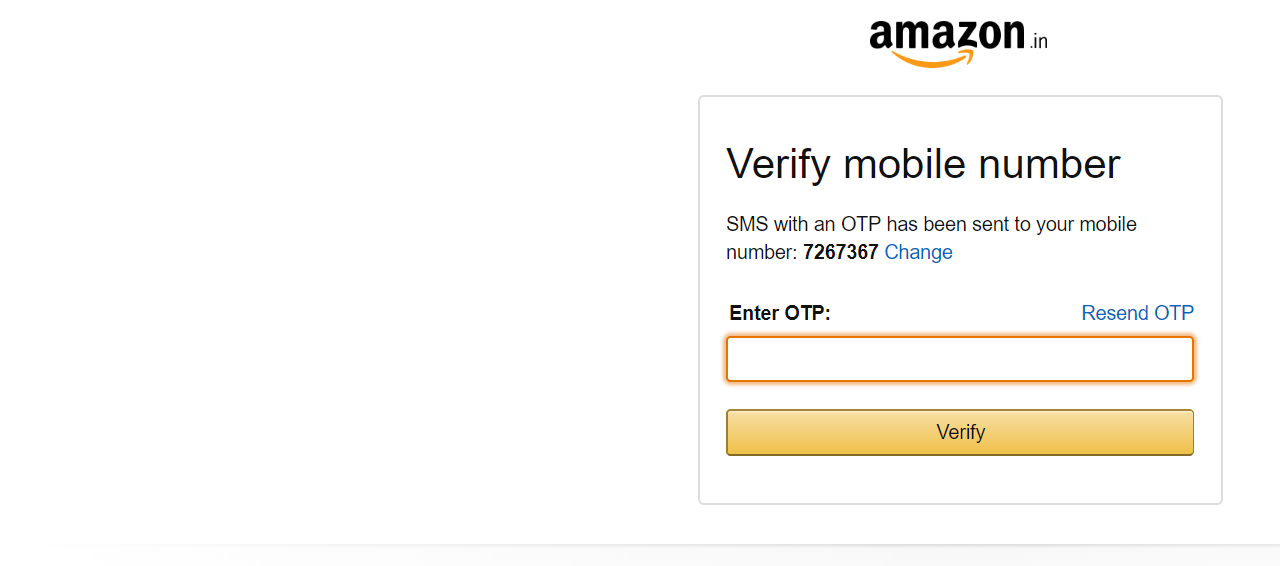 amazon.in
Verify mobile number
SMS with an OTP has been sent to your mobile
number: 7267367 Change
Enter OTP: Resend OTP
Verify